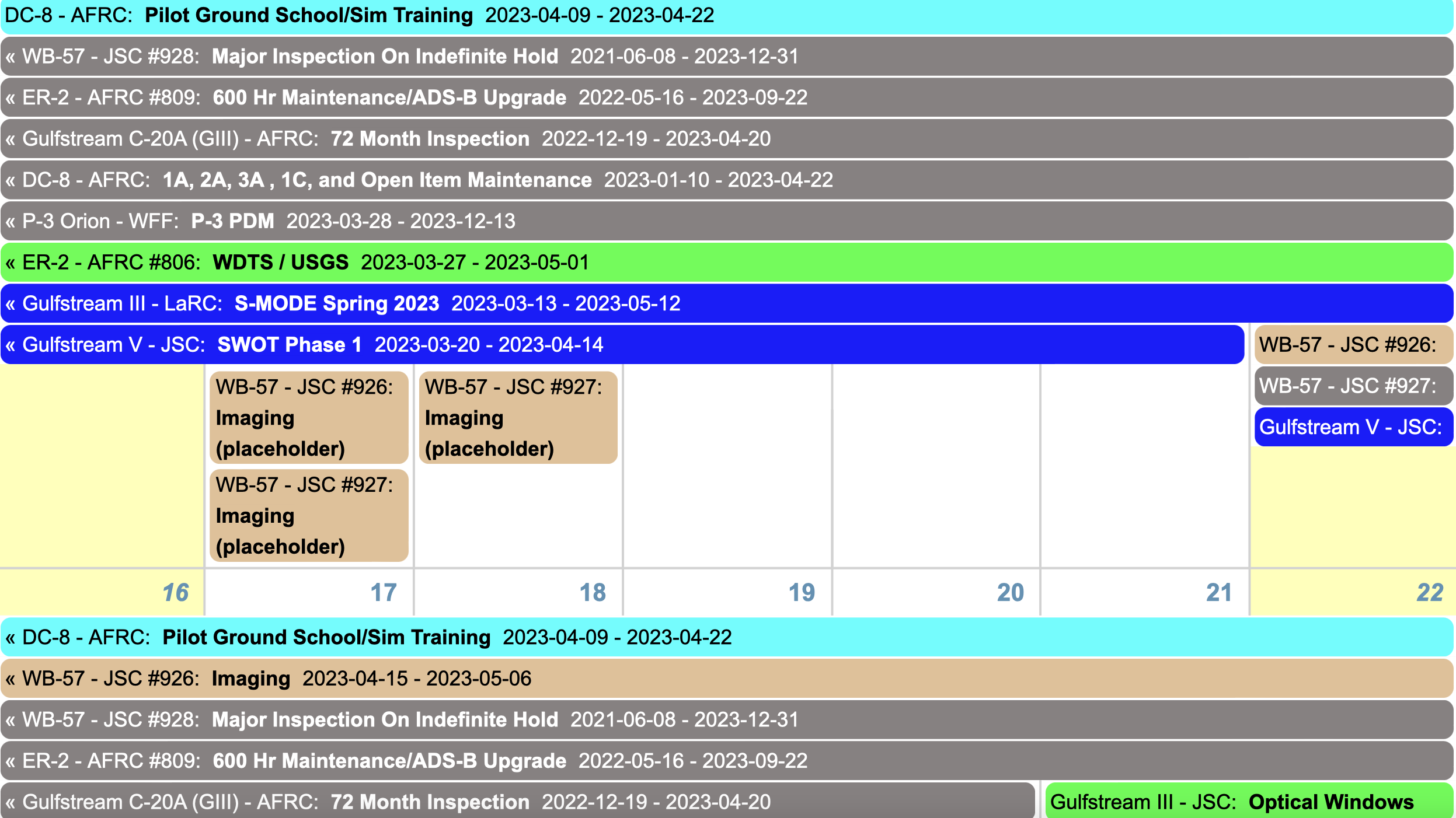 DC-8 - AFRC: Pilot Ground School/Sim Training 2023-04-09 - 2023-04-22
« WB-57 - JSC #928: Major Inspection On Indefinite Hold 2021-06-08 - 2023-12-31
« ER-2 - AFRC #809: 600 Hr Maintenance/ADS-B Upgrade 2022-05-16 - 2023-09-22
« Gulfstream C-20A (GIII) - AFRC: 72 Month Inspection 2022-12-19 - 2023-04-20
« DC-8 - AFRC: 1A, 2A, 3A , 1C, and Open Item Maintenance 2023-01-10 - 2023-04-22
« P-3 Orion - WFF: P-3 PDM 2023-03-28 - 2023-12-13
« ER-2 - AFRC #806: WDTS / USGS 2023-03-27 - 2023-05-01
« Gulfstream III - LaRC: S-MODE Spring 2023 2023-03-13 - 2023-05-12
« Gulfstream V - JSC: SWOT Phase 1 2023-03-20 - 2023-04-14
WB-57 - JSC #926:
WB-57 - JSC #927:
Gulfstream V - JSC:
WB-57 - JSC #926:
Imaging
(placeholder)
WB-57 - JSC #927:
Imaging
(placeholder)
WB-57 - JSC #927:
Imaging
(placeholder)
16 17 18 19 20 21 22
« DC-8 - AFRC: Pilot Ground School/Sim Training 2023-04-09 - 2023-04-22
« WB-57 - JSC #926: Imaging 2023-04-15 - 2023-05-06
« WB-57 - JSC #928: Major Inspection On Indefinite Hold 2021-06-08 - 2023-12-31
« ER-2 - AFRC #809: 600 Hr Maintenance/ADS-B Upgrade 2022-05-16 - 2023-09-22
« Gulfstream C-20A (GIII) - AFRC: 72 Month Inspection 2022-12-19 - 2023-04-20
Gulfstream III - JSC: Optical Windows